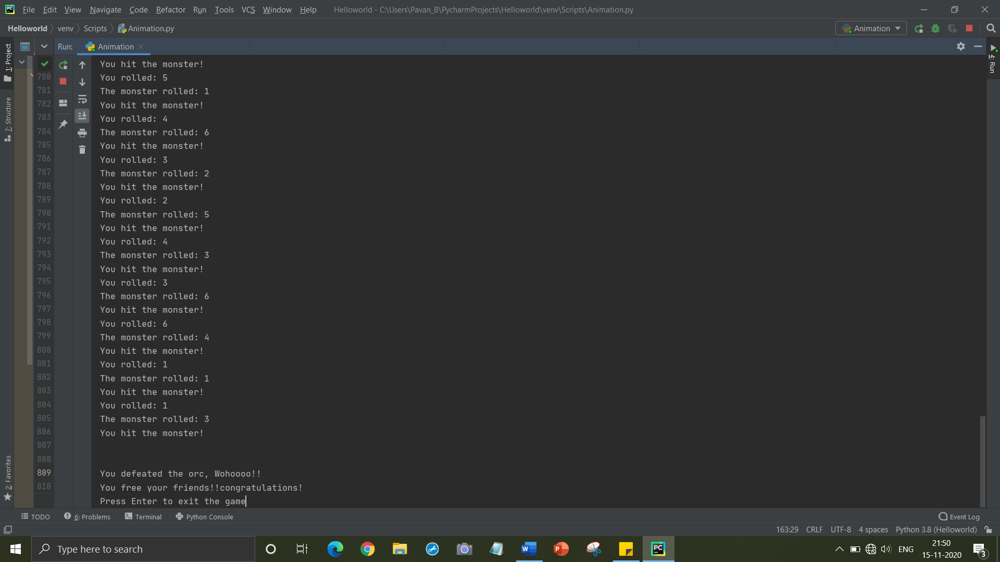 File Edit View Navigate Code Refactor Run Tools VCS Window Help Helloworld - C:\Users\Pavan_B\PycharmProjects\Helloworld\venv\Scripts\Animation.py
Helloworld venv Scripts Animation.py Animation
Run: Animation
1: Project
7: Structure
2: Favorites
4: Run
You hit the monster!
780 You rolled: 5
781 The monster rolled: 1
782 You hit the monster!
783 You rolled: 4
784 The monster rolled: 6
785 You hit the monster!
786 You rolled: 3
787 The monster rolled: 2
788 You hit the monster!
789 You rolled: 2
790 The monster rolled: 5
791 You hit the monster!
792 You rolled: 4
793 The monster rolled: 3
794 You hit the monster!
795 You rolled: 3
796 The monster rolled: 6
797 You hit the monster!
798 You rolled: 6
799 The monster rolled: 4
800 You hit the monster!
801 You rolled: 1
802 The monster rolled: 1
803 You hit the monster!
804 You rolled: 1
805 The monster rolled: 3
806 You hit the monster!
807
808
809 You defeated the orc, Wohoooo!!
810 You free your friends!!congratulations!
Press Enter to exit the game
TODO 6: Problems Terminal Python Console Event Log
163:29 CRLF UTF-8 4 spaces Python 3.8 (Helloworld)
Type here to search
ENG
21:50
15-11-2020
3